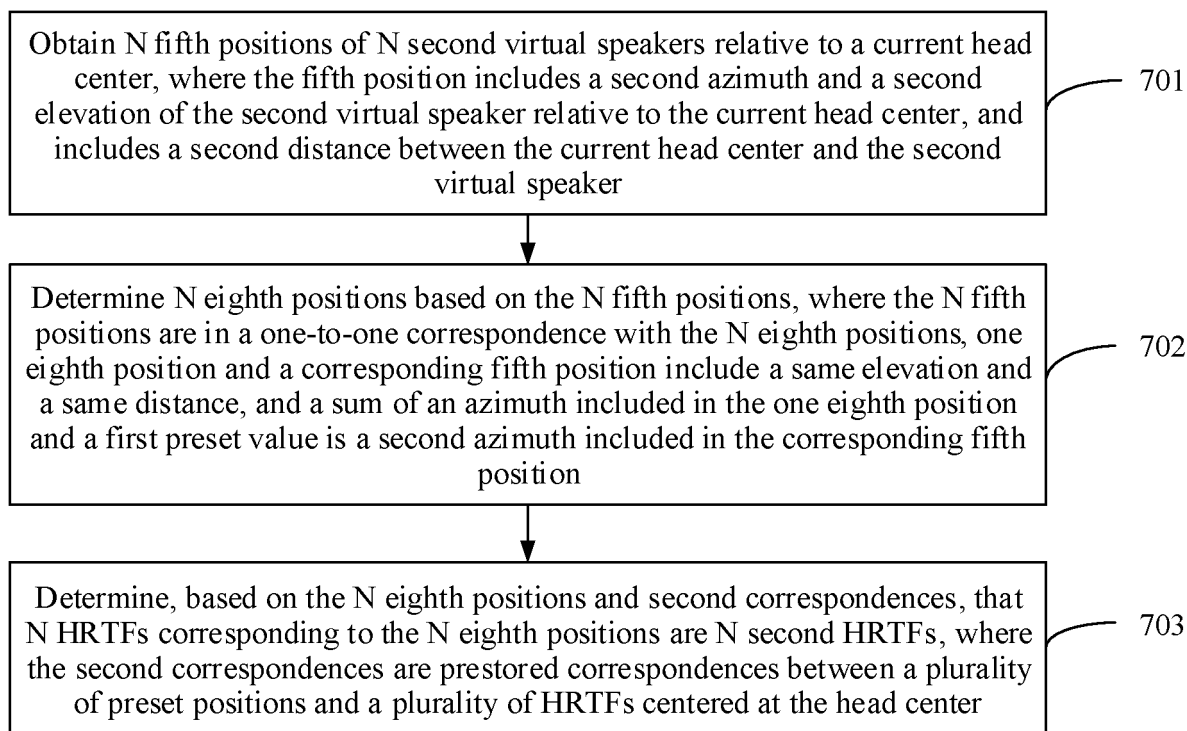 Obtain N fifth positions of N second virtual speakers relative to a current head
center, where the fifth position includes a second azimuth and a second
elevation of the second virtual speaker relative to the current head center, and
includes a second distance between the current head center and the second
virtual speaker
701
Determine N eighth positions based on the N fifth positions, where the N fifth
positions are in a one-to-one correspondence with the N eighth positions, one
eighth position and a corresponding fifth position include a same elevation and
a same distance, and a sum of an azimuth included in the one eighth position
and a first preset value is a second azimuth included in the corresponding fifth
position
702
Determine, based on the N eighth positions and second correspondences, that
N HRTFs corresponding to the N eighth positions are N second HRTFs, where
the second correspondences are prestored correspondences between a plurality
of preset positions and a plurality of HRTFs centered at the head center
703